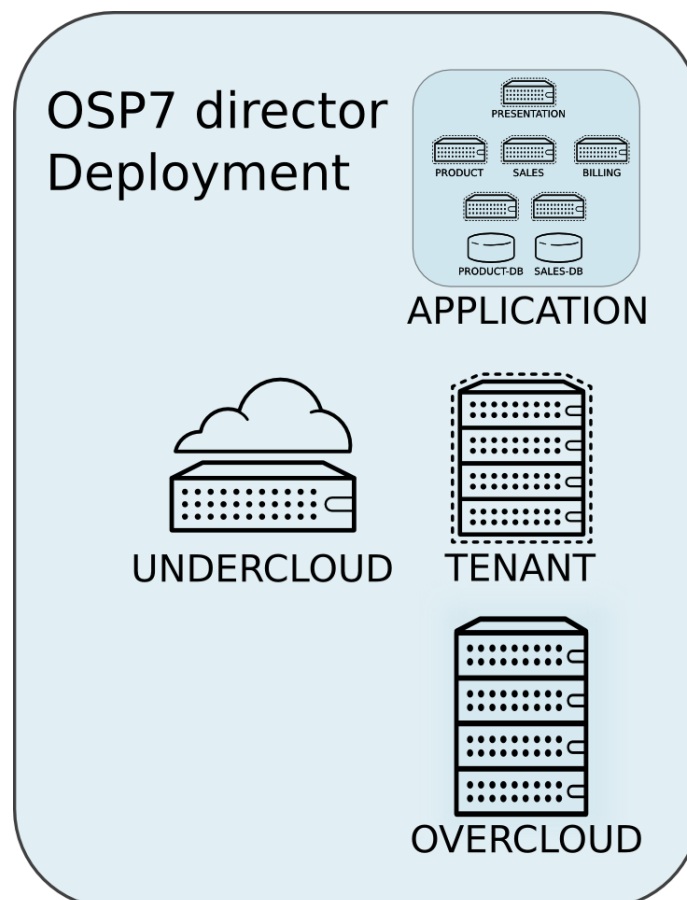 OSP7 director
Deployment
PRESENTATION
PRODUCT SALES BILLING
PRODUCT-DB SALES-DB
APPLICATION
UNDERCLOUD TENANT
OVERCLOUD